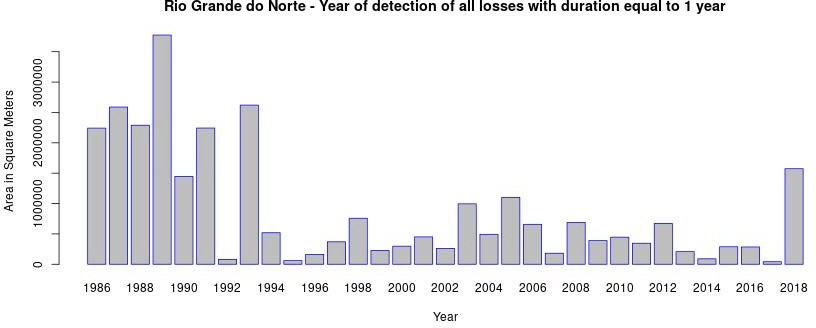 Rio Grande do Norte - Year of detection of all losses with duration equal to 1 year
Area in Square Meters
3000000
2000000
1000000
0
1986 1988 1990 1992 1994 1996 1998 2000 2002 2004 2006 2008 2010 2012 2014 2016 2018
Year